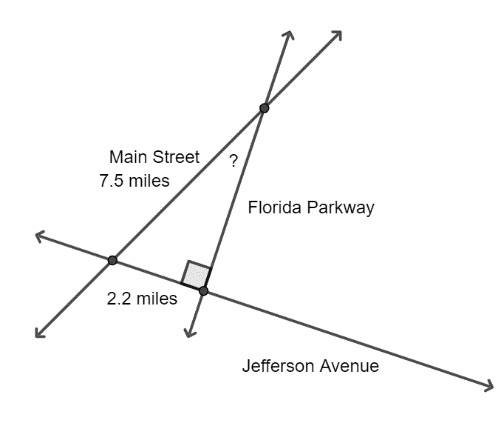 Main Street
7.5 miles
?
Florida Parkway
2.2 miles
Jefferson Avenue